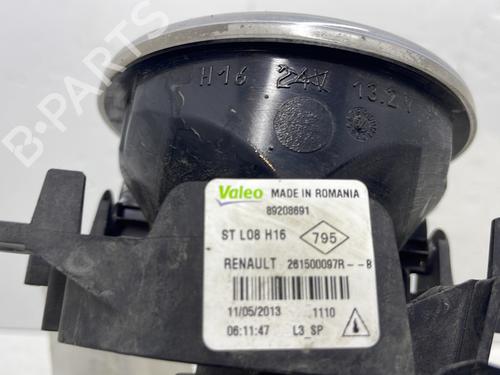 H16 24V 13.2V
B-PARTS
Valeo MADE IN ROMANIA
89208691
ST L08 H16 795
RENAULT 261500097R--B
11/05/2013 1110
06:11:47 L3_SP